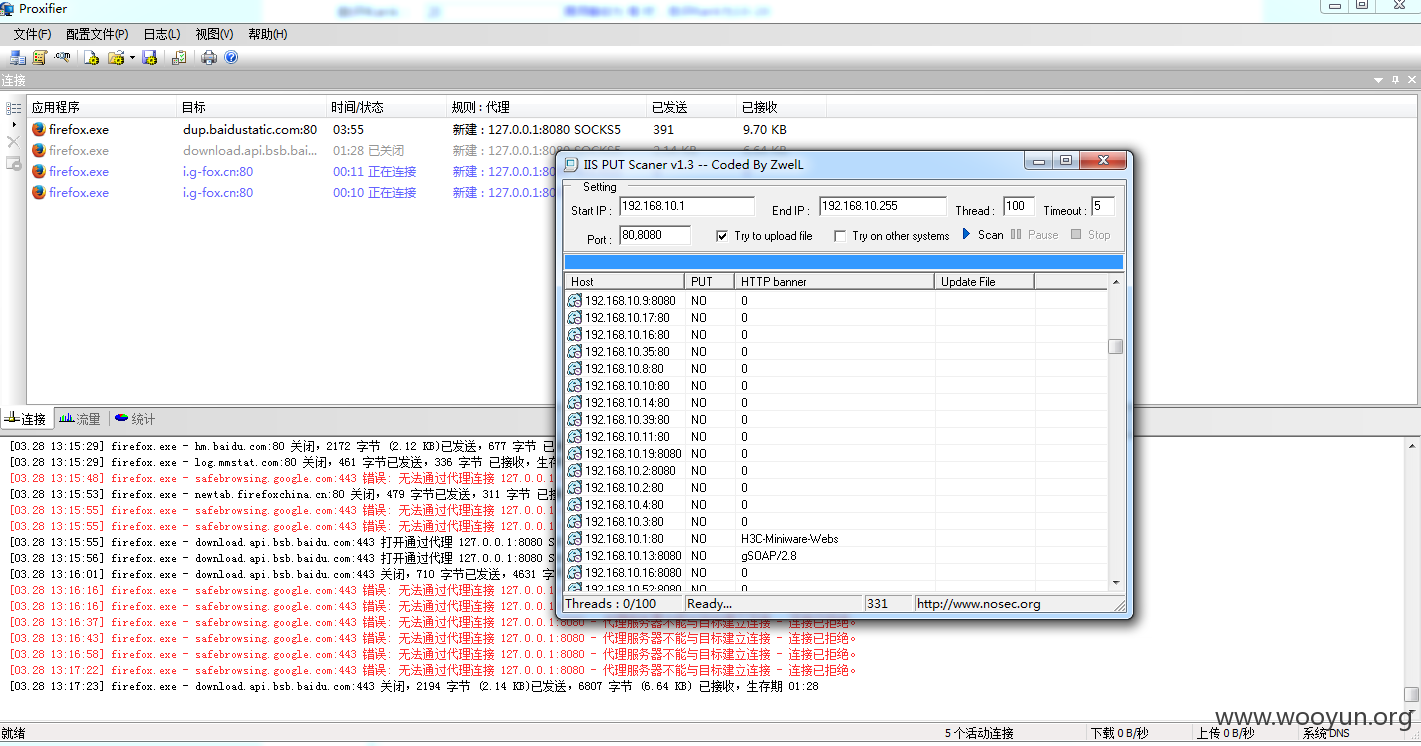 Proxifier
文件(F) 配置文件(P) 日志(L) 视图(V) 帮助(H)
连接
应用程序 目标 时间/状态 规则 : 代理 已发送 已接收
firefox.exe dup.baidustatic.com:80 03:55 新建 : 127.0.0.1:8080 SOCKS5 391 9.70 KB
firefox.exe download.api.bsb.bai... 01:28 已关闭 新建 : 127.0.0.1:8080 SOCKS5 2.14 KB 6.64 KB
firefox.exe i.g-fox.cn:80 00:11 正在连接 新建 : 127.0.0.1:80
firefox.exe i.g-fox.cn:80 00:10 正在连接 新建 : 127.0.0.1:80
IIS PUT Scaner v1.3 -- Coded By ZwelL
Setting
Start IP : 192.168.10.1 End IP : 192.168.10.255 Thread : 100 Timeout : 5
Port : 80,8080 Try to upload file Try on other systems Scan Pause Stop
Host PUT HTTP banner Update File
192.168.10.9:8080 NO 0
192.168.10.17:80 NO 0
192.168.10.16:80 NO 0
192.168.10.35:80 NO 0
192.168.10.8:80 NO 0
192.168.10.10:80 NO 0
192.168.10.14:80 NO 0
192.168.10.39:80 NO 0
192.168.10.11:80 NO 0
192.168.10.19:8080 NO 0
192.168.10.2:8080 NO 0
192.168.10.2:80 NO 0
192.168.10.4:80 NO 0
192.168.10.3:80 NO 0
192.168.10.1:80 NO H3C-Miniware-Webs
192.168.10.13:8080 NO gSOAP/2.8
192.168.10.16:8080 NO 0
192.168.10.52:8080 NO 0
Threads : 0/100 Ready... 331 http://www.nosec.org
连接 流量 统计
[03.28 13:15:29] firefox.exe - hm.baidu.com:80 关闭，2172 字节 (2.12 KB)已发送，677 字节 已
[03.28 13:15:29] firefox.exe - log.mmstat.com:80 关闭，461 字节已发送，336 字节 已接收，生存
[03.28 13:15:48] firefox.exe - safebrowsing.google.com:443 错误: 无法通过代理连接 127.0.0.1
[03.28 13:15:53] firefox.exe - newtab.firefoxchina.cn:80 关闭，479 字节已发送，311 字节 已接
[03.28 13:15:55] firefox.exe - safebrowsing.google.com:443 错误: 无法通过代理连接 127.0.0.1
[03.28 13:15:55] firefox.exe - safebrowsing.google.com:443 错误: 无法通过代理连接 127.0.0.1
[03.28 13:15:55] firefox.exe - download.api.bsb.baidu.com:443 打开通过代理 127.0.0.1:8080 S
[03.28 13:15:56] firefox.exe - download.api.bsb.baidu.com:443 打开通过代理 127.0.0.1:8080 S
[03.28 13:16:01] firefox.exe - download.api.bsb.baidu.com:443 关闭，710 字节已发送，4631 字
[03.28 13:16:16] firefox.exe - safebrowsing.google.com:443 错误: 无法通过代理连接 127.0.0.1
[03.28 13:16:16] firefox.exe - safebrowsing.google.com:443 错误: 无法通过代理连接 127.0.0.1
[03.28 13:16:37] firefox.exe - safebrowsing.google.com:443 错误: 无法通过代理连接 127.0.0.1:8080 - 代理服务器不能与目标建立连接 - 连接已拒绝。
[03.28 13:16:43] firefox.exe - safebrowsing.google.com:443 错误: 无法通过代理连接 127.0.0.1:8080 - 代理服务器不能与目标建立连接 - 连接已拒绝。
[03.28 13:16:58] firefox.exe - safebrowsing.google.com:443 错误: 无法通过代理连接 127.0.0.1:8080 - 代理服务器不能与目标建立连接 - 连接已拒绝。
[03.28 13:17:22] firefox.exe - safebrowsing.google.com:443 错误: 无法通过代理连接 127.0.0.1:8080 - 代理服务器不能与目标建立连接 - 连接已拒绝。
[03.28 13:17:23] firefox.exe - download.api.bsb.baidu.com:443 关闭，2194 字节 (2.14 KB)已发送，6807 字节 (6.64 KB) 已接收，生存期 01:28
www.wooyun.org
就绪 5 个活动连接 下载 0 B/秒 上传 0 B/秒 系统 DNS